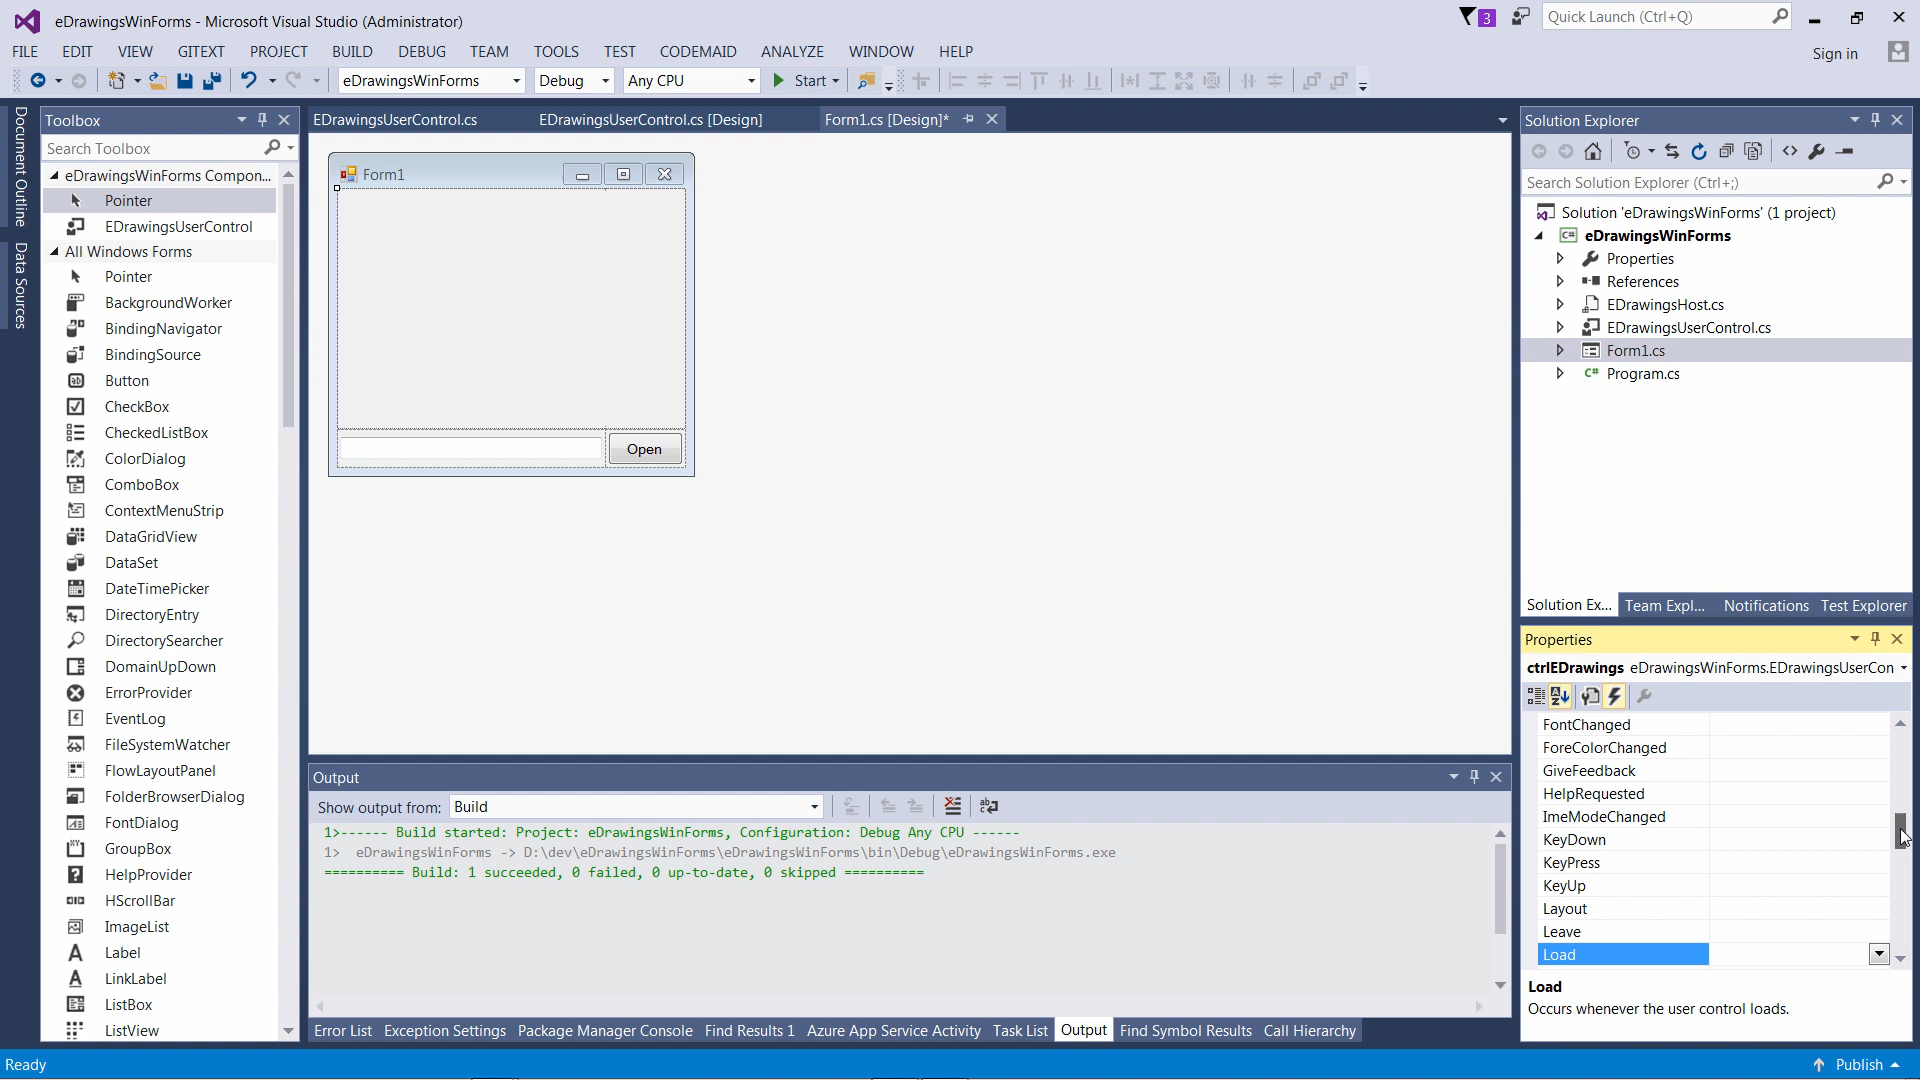 eDrawingsWinForms - Microsoft Visual Studio (Administrator)
3
Quick Launch (Ctrl+Q)
FILE EDIT VIEW GITEXT PROJECT BUILD DEBUG TEAM TOOLS TEST CODEMAID ANALYZE WINDOW HELP
Sign in
eDrawingsWinForms Debug Any CPU Start
Document Outline
Data Sources
Toolbox
Search Toolbox
eDrawingsWinForms Compon...
Pointer
EDrawingsUserControl
All Windows Forms
Pointer
BackgroundWorker
BindingNavigator
BindingSource
Button
CheckBox
CheckedListBox
ColorDialog
ComboBox
ContextMenuStrip
DataGridView
DataSet
DateTimePicker
DirectoryEntry
DirectorySearcher
DomainUpDown
ErrorProvider
EventLog
FileSystemWatcher
FlowLayoutPanel
FolderBrowserDialog
FontDialog
GroupBox
HelpProvider
HScrollBar
ImageList
Label
LinkLabel
ListBox
ListView
EDrawingsUserControl.cs EDrawingsUserControl.cs [Design] Form1.cs [Design]*
Form1
Open
Output
Show output from: Build
1>------ Build started: Project: eDrawingsWinForms, Configuration: Debug Any CPU ------
1>  eDrawingsWinForms -> D:\dev\eDrawingsWinForms\eDrawingsWinForms\bin\Debug\eDrawingsWinForms.exe
========== Build: 1 succeeded, 0 failed, 0 up-to-date, 0 skipped ==========
Error List Exception Settings Package Manager Console Find Results 1 Azure App Service Activity Task List Output Find Symbol Results Call Hierarchy
Solution Explorer
Search Solution Explorer (Ctrl+;)
Solution 'eDrawingsWinForms' (1 project)
C# eDrawingsWinForms
Properties
References
EDrawingsHost.cs
EDrawingsUserControl.cs
Form1.cs
C# Program.cs
Solution Ex... Team Expl... Notifications Test Explorer
Properties
ctrlEDrawings eDrawingsWinForms.EDrawingsUserCon
FontChanged
ForeColorChanged
GiveFeedback
HelpRequested
ImeModeChanged
KeyDown
KeyPress
KeyUp
Layout
Leave
Load
Load
Occurs whenever the user control loads.
Ready
Publish